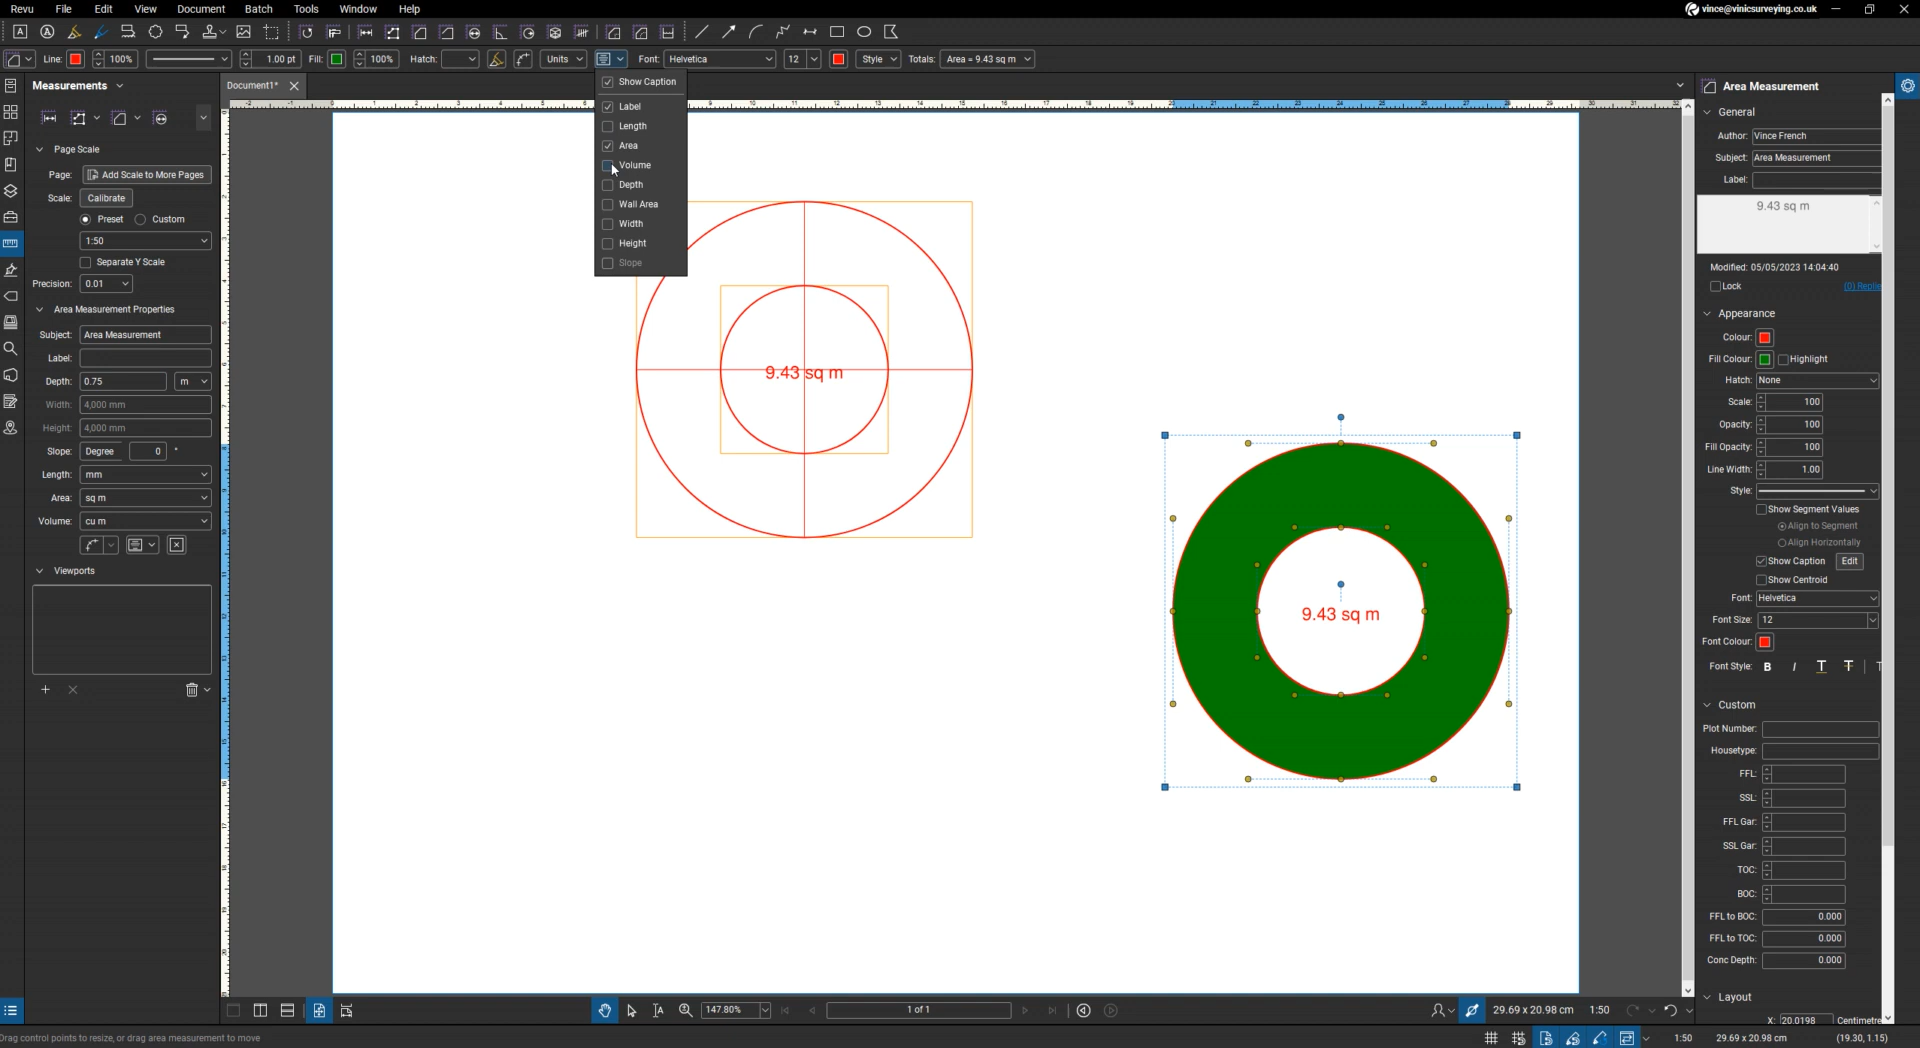 Revu File Edit View Document Batch Tools Window Help vince@vinicsurveying.co.uk
Line: 100% 1.00 pt Fill: 100% Hatch: Units Font: Helvetica 12 Style Totals: Area = 9.43 sq m
Measurements
Document1*
Page Scale
Page: Add Scale to More Pages
Scale: Calibrate
Preset Custom
1:50
Separate Y Scale
Precision: 0.01
Area Measurement Properties
Subject: Area Measurement
Label:
Depth: 0.75 m
Width: 4,000 mm
Height: 4,000 mm
Slope: Degree 0 °
Length: mm
Area: sq m
Volume: cu m
Viewports
Show Caption
Label
Length
Area
Volume
Depth
Wall Area
Width
Height
Slope
9.43 sq m
9.43 sq m
Area Measurement
General
Author: Vince French
Subject: Area Measurement
Label:
9.43 sq m
Modified: 05/05/2023 14:04:40
Lock (0) Replie
Appearance
Colour:
Fill Colour: Highlight
Hatch: None
Scale: 100
Opacity: 100
Fill Opacity: 100
Line Width: 1.00
Style:
Show Segment Values
Align to Segment
Align Horizontally
Show Caption Edit
Show Centroid
Font: Helvetica
Font Size: 12
Font Colour:
Font Style: B I T T T
Custom
Plot Number:
Housetype:
FFL:
SSL:
FFL Gar:
SSL Gar:
TOC:
BOC:
FFL to BOC: 0.000
FFL to TOC: 0.000
Conc Depth: 0.000
Layout
X: 20.0198 Centimetre
147.80% 1 of 1 29.69 x 20.98 cm 1:50
Drag control points to resize, or drag area measurement to move 1:50 29.69 x 20.98 cm (19.30, 1.15)